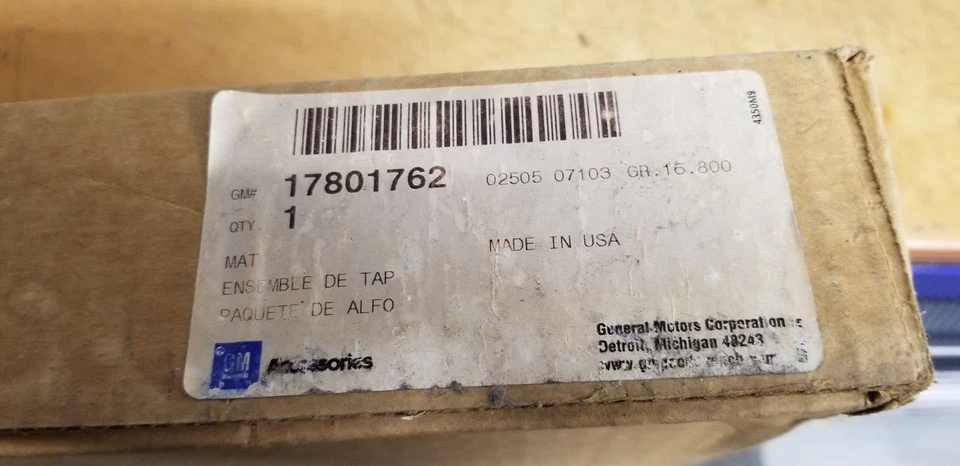 4350M9
GM# 17801762 02505 07103 GR.16.800
QTY. 1
MAT MADE IN USA
ENSEMBLE DE TAP
PAQUETE DE ALFO
GM Accessories
General Motors Corporation
Detroit, Michigan 48243